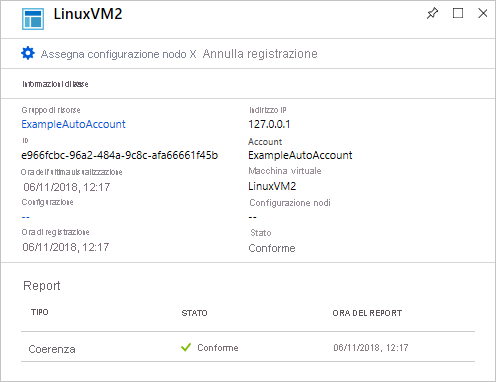 LinuxVM2
Assegna configurazione nodo X Annulla registrazione
Informazioni di base
Gruppo di risorse
ExampleAutoAccount
ID
e966fcbc-96a2-484a-9c8c-afa66661f45b
Ora dell'ultima visualizzazione
06/11/2018, 12:17
Configurazione
--
Ora di registrazione
06/11/2018, 12:17
Indirizzo IP
127.0.0.1
Account
ExampleAutoAccount
Macchina virtuale
LinuxVM2
Configurazione nodi
--
Stato
Conforme
Report
TIPO STATO ORA DEL REPORT
Coerenza Conforme 06/11/2018, 12:17